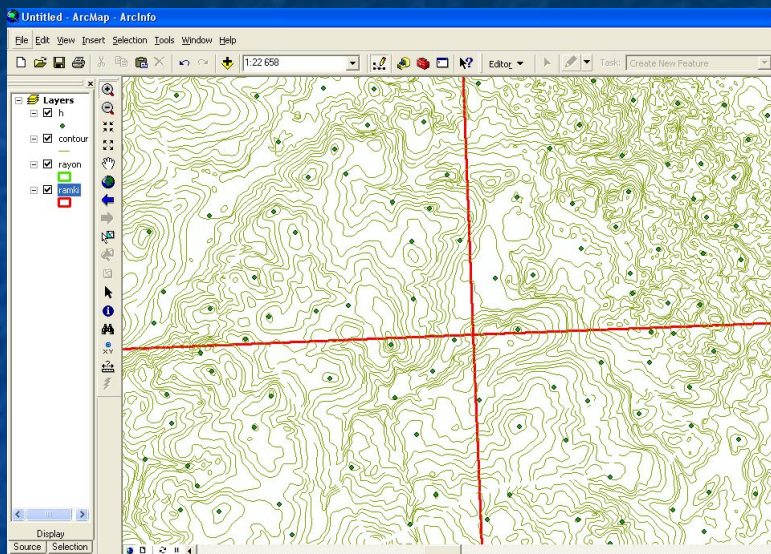 Untitled - ArcMap - ArcInfo
File Edit View Insert Selection Tools Window Help
1:22 658 Editor Task: Create New Feature
Layers
h
contour
rayon
ramki
XY
Display
Source Selection